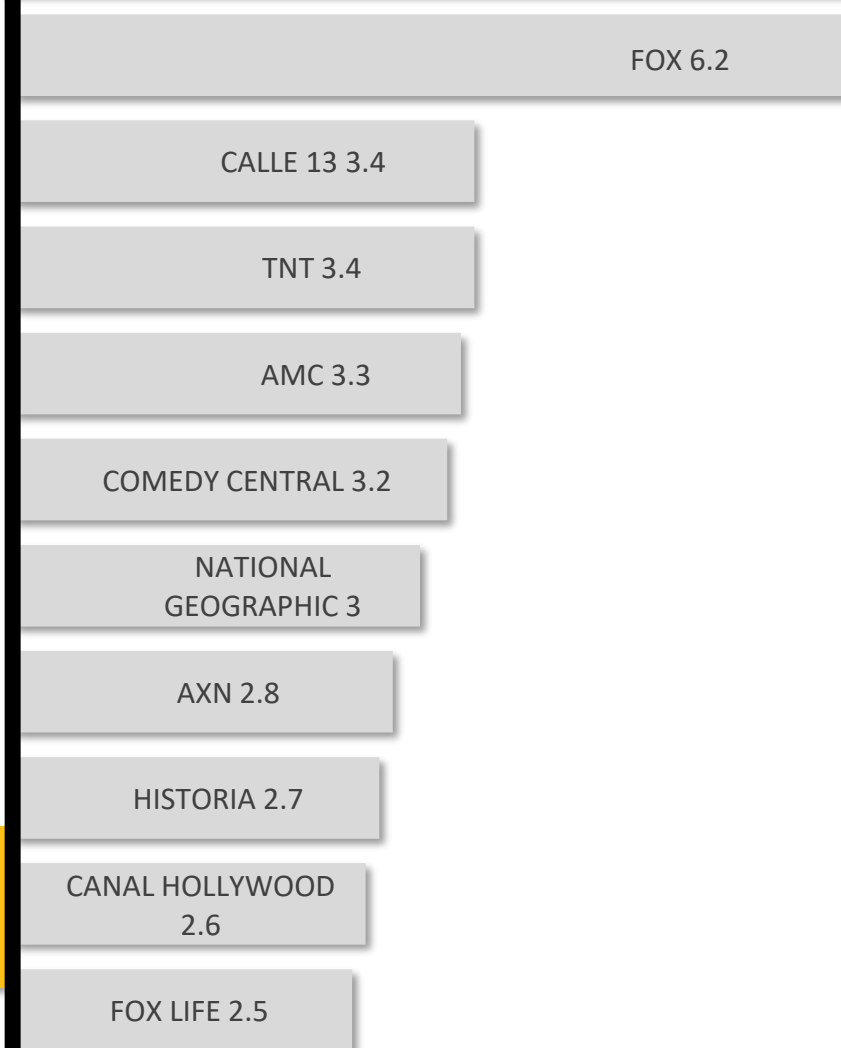 FOX 6.2
CALLE 13 3.4
TNT 3.4
AMC 3.3
COMEDY CENTRAL 3.2
NATIONAL
GEOGRAPHIC 3
AXN 2.8
HISTORIA 2.7
CANAL HOLLYWOOD
2.6
FOX LIFE 2.5